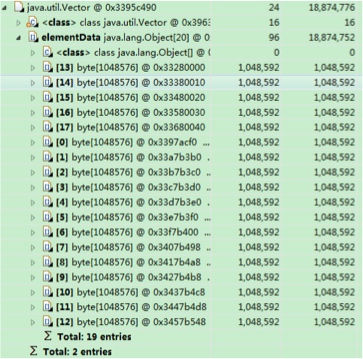 java.util.Vector @ 0x3395c490 24 18,874,776
<class> class java.util.Vector @ 0x396: 16 16
elementData java.lang.Object[20] @ 0: 96 18,874,752
<class> class java.lang.Object[] @ ( 0 0
[13] byte[1048576] @ 0x33280000 1,048,592 1,048,592
[14] byte[1048576] @ 0x33380010 1,048,592 1,048,592
[15] byte[1048576] @ 0x33480020 1,048,592 1,048,592
[16] byte[1048576] @ 0x33580030 1,048,592 1,048,592
[17] byte[1048576] @ 0x33680040 1,048,592 1,048,592
[0] byte[1048576] @ 0x3397acf0 ... 1,048,592 1,048,592
[1] byte[1048576] @ 0x33a7b3b0 . 1,048,592 1,048,592
[2] byte[1048576] @ 0x33b7b3c0 .. 1,048,592 1,048,592
[3] byte[1048576] @ 0x33c7b3d0 .. 1,048,592 1,048,592
[4] byte[1048576] @ 0x33d7b3e0 . 1,048,592 1,048,592
[5] byte[1048576] @ 0x33e7b3f0 .. 1,048,592 1,048,592
[6] byte[1048576] @ 0x33f7b400 .. 1,048,592 1,048,592
[7] byte[1048576] @ 0x3407b498 .. 1,048,592 1,048,592
[8] byte[1048576] @ 0x3417b4a8 .. 1,048,592 1,048,592
[9] byte[1048576] @ 0x3427b4b8 . 1,048,592 1,048,592
[10] byte[1048576] @ 0x3437b4c8 1,048,592 1,048,592
[11] byte[1048576] @ 0x3447b4d8 1,048,592 1,048,592
[12] byte[1048576] @ 0x3457b548 1,048,592 1,048,592
Σ Total: 19 entries
Σ Total: 2 entries